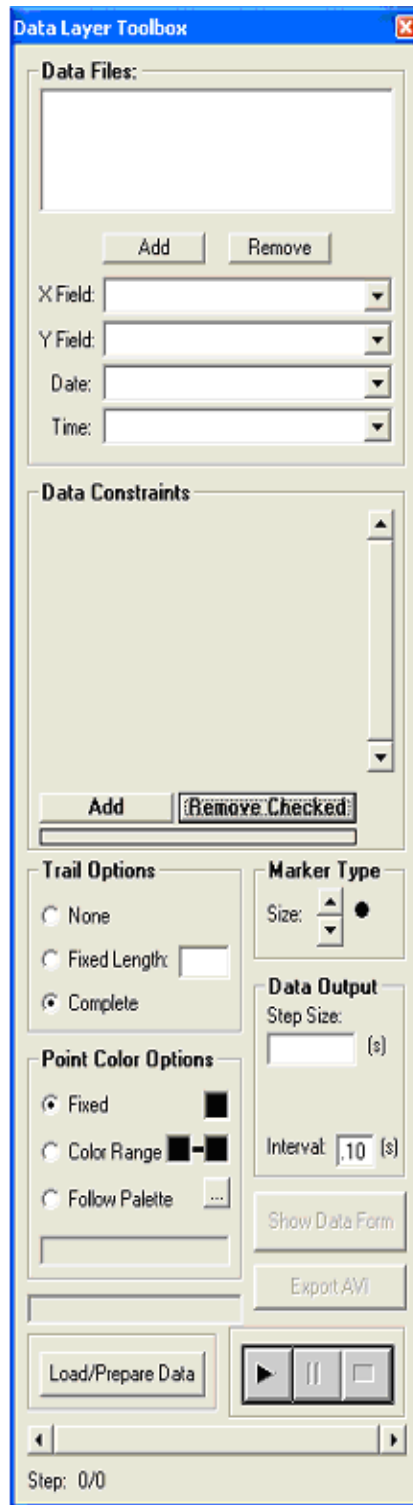 Data Layer Toolbox
Data Files:
Add Remove
X Field:
Y Field:
Date:
Time:
Data Constraints
Add Remove Checked
Trail Options
None
Fixed Length:
Complete
Marker Type
Size:
Data Output
Step Size:
(s)
Interval: .10 (s)
Point Color Options
Fixed
Color Range
Follow Palette ...
Show Data Form
Export AVI
Load/Prepare Data
Step: 0/0